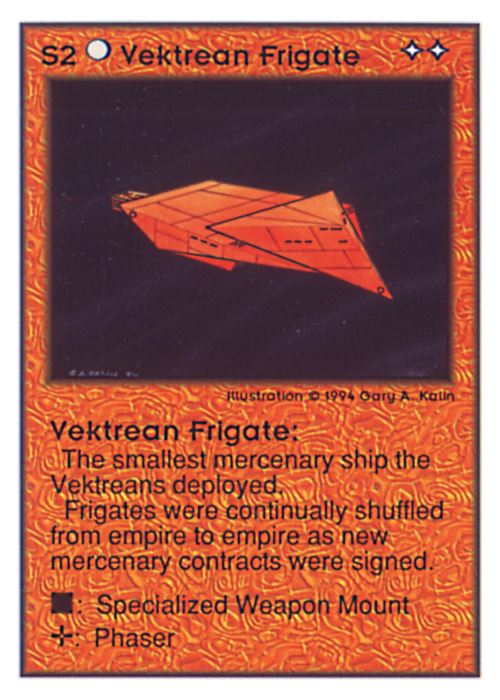 S2 Vektrean Frigate
Illustration © 1994 Gary A. Kalin
Vektrean Frigate:
The smallest mercenary ship the
Vektreans deployed.
Frigates were continually shuffled
from empire to empire as new
mercenary contracts were signed.
: Specialized Weapon Mount
: Phaser